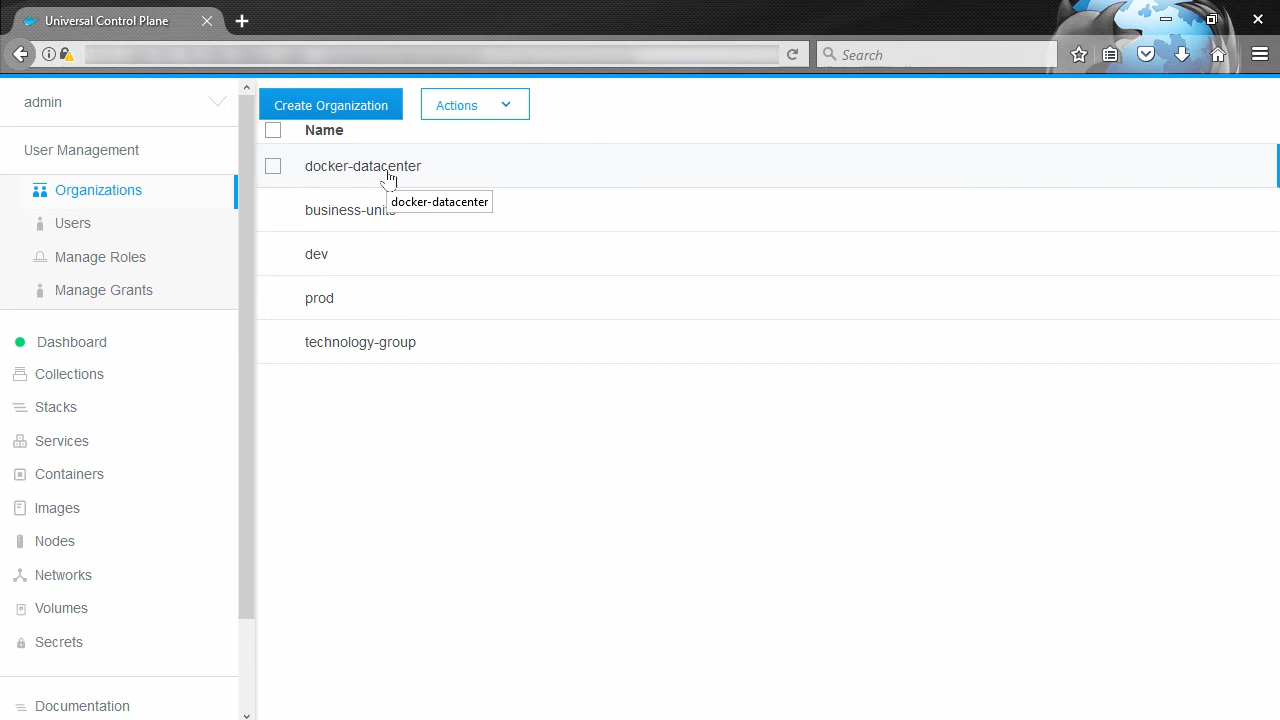 Universal Control Plane
Search
admin
User Management
Organizations
Users
Manage Roles
Manage Grants
Dashboard
Collections
Stacks
Services
Containers
Images
Nodes
Networks
Volumes
Secrets
Documentation
Create Organization
Actions
Name
docker-datacenter
docker-datacenter
business-units
dev
prod
technology-group